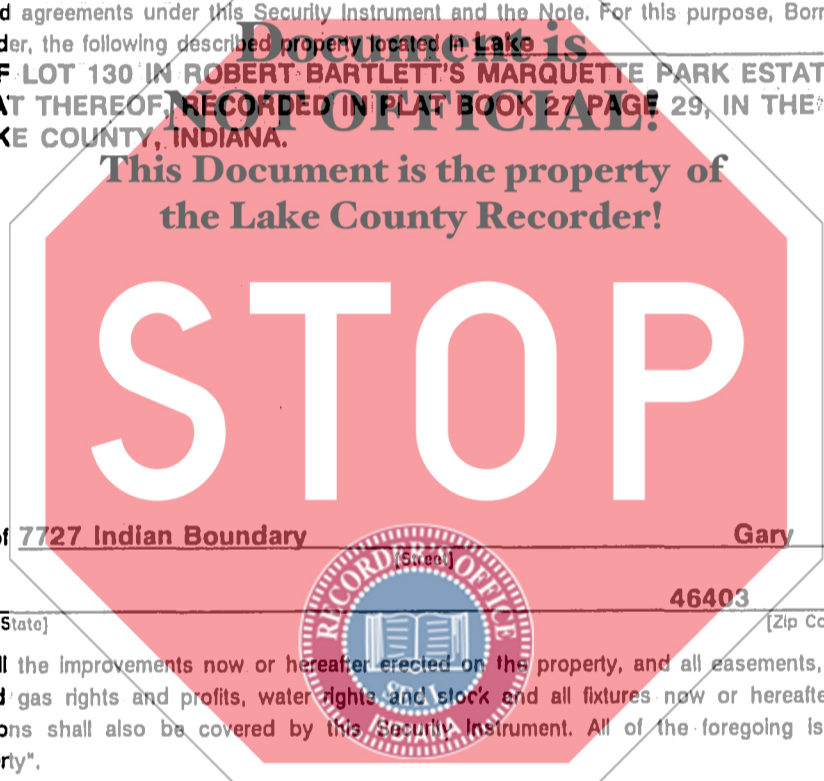 d agreements under this Security Instrument and the Note. For this purpose, Borr
der, the following described property located in Lake
Document is
F LOT 130 IN ROBERT BARTLETT'S MARQUETTE PARK ESTAT
AT THEREOF, RECORDED IN PLAT BOOK 27 PAGE 29, IN THE
NOT OFFICIAL!
KE COUNTY, INDIANA.
This Document is the property of
the Lake County Recorder!
STOP
of 7727 Indian Boundary Gary
[Street]
46403
State] [Zip Co
RECORDER'S OFFICE
INDIANA
ll the improvements now or hereafter erected on the property, and all easements,
d gas rights and profits, water rights and stock and all fixtures now or hereafte
ons shall also be covered by this Security Instrument. All of the foregoing is
rty".